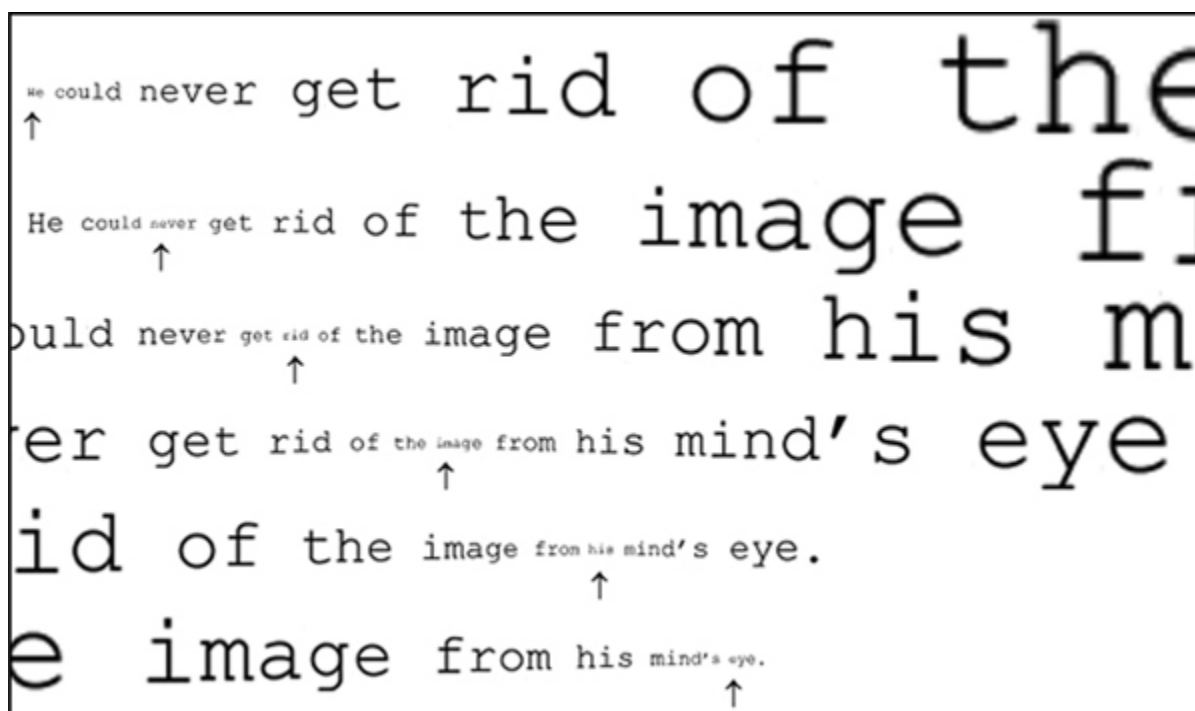 He could never get rid of the
He could never get rid of the image fr
ould never get rid of the image from his m
ver get rid of the image from his mind's eye
id of the image from his mind's eye.
e image from his mind's eye.